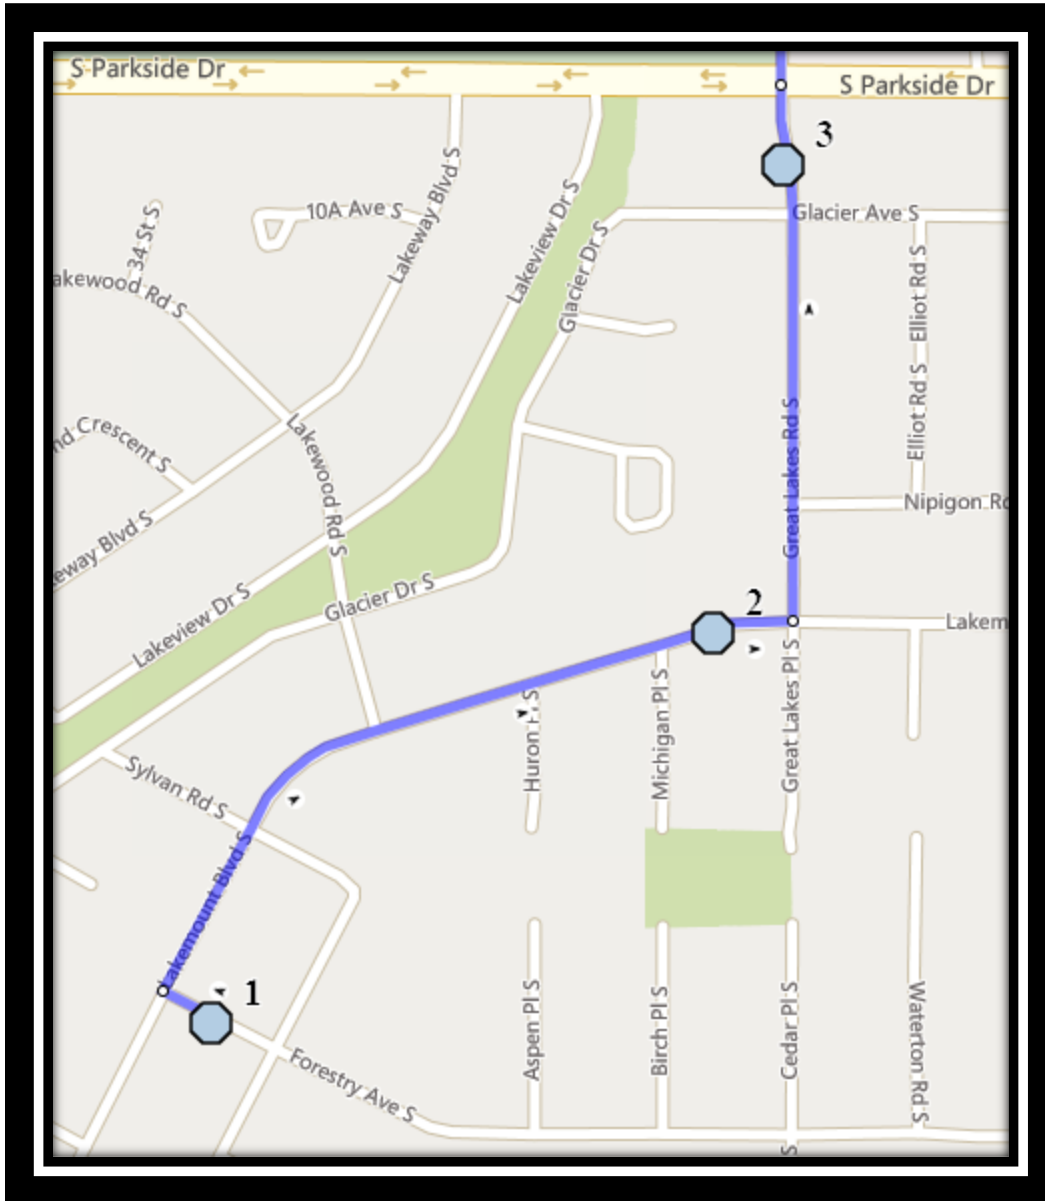 S Parkside Dr
S Parkside Dr
3
34 St S
10A Ave S
Lakeway Blvd S
Lakeview Dr S
Glacier Dr S
Glacier Ave S
akewood Rd S
Elliot Rd S
Elliot Rd S
nd Crescent S
Lakewood Rd S
Great Lakes Rd S
Nipigon Rd
eway Blvd S
Glacier Dr S
Lakeview Dr S
2
Lakem
Sylvan Rd S
Huron Pl S
Michigan Pl S
Great Lakes Pl S
Lakemount Blvd S
1
Forestry Ave S
Aspen Pl S
Birch Pl S
Cedar Pl S
Waterton Rd S
S